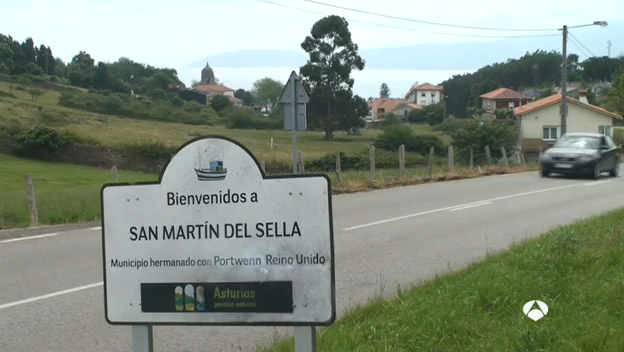 Bienvenidos a
SAN MARTÍN DEL SELLA
Municipio hermanado con Portwenn Reino Unido
Asturias